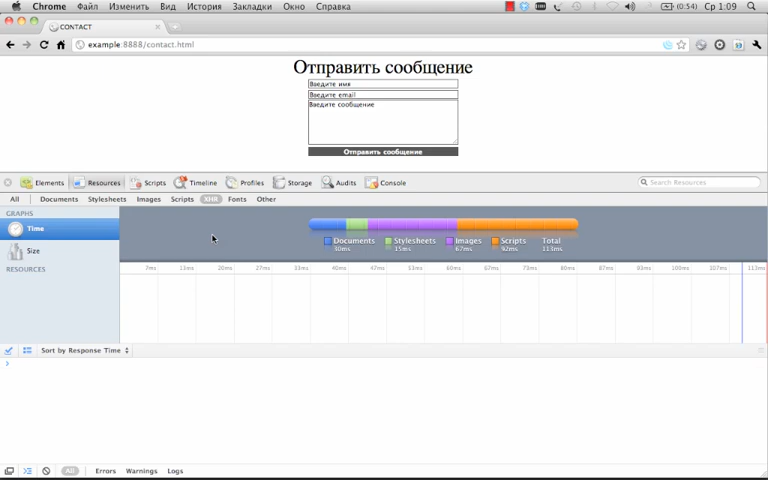 Chrome Файл Изменить Вид История Закладки Окно Справка (0:54) Ср 1:09
CONTACT
example:8888/contact.html
Отправить сообщение
Введите имя
Введите email
Введите сообщение
Отправить сообщение
Elements Resources Scripts Timeline Profiles Storage Audits Console Search Resources
All Documents Stylesheets Images Scripts XHR Fonts Other
GRAPHS
Time
Size
RESOURCES
Documents Stylesheets Images Scripts Total
30ms 15ms 67ms 92ms 113ms
7ms 13ms 20ms 27ms 33ms 40ms 47ms 53ms 60ms 67ms 73ms 80ms 87ms 93ms 100ms 107ms 113ms
Sort by Response Time
All Errors Warnings Logs